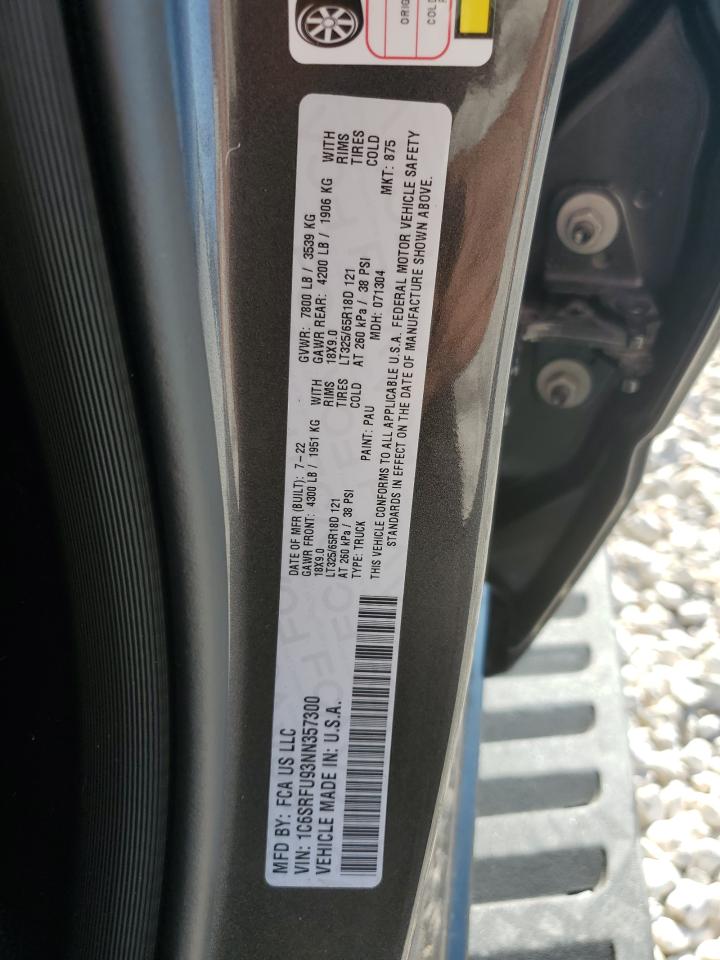 MFD BY: FCA US LLC
VIN: 1C6SRFU93NN357300
VEHICLE MADE IN: U.S.A.
DATE OF MFR (BUILT): 7-22
GAWR FRONT: 4300 LB / 1951 KG WITH
18X9.0 RIMS
LT325/65R18D 121 TIRES
AT 260 kPa / 38 PSI COLD
TYPE: TRUCK PAINT: PAU
GVWR: 7800 LB / 3539 KG
GAWR REAR: 4200 LB / 1906 KG WITH
18X9.0 RIMS
LT325/65R18D 121 TIRES
AT 260 kPa / 38 PSI COLD
MDH: 071304 MKT: 875
THIS VEHICLE CONFORMS TO ALL APPLICABLE U.S.A. FEDERAL MOTOR VEHICLE SAFETY
STANDARDS IN EFFECT ON THE DATE OF MANUFACTURE SHOWN ABOVE.